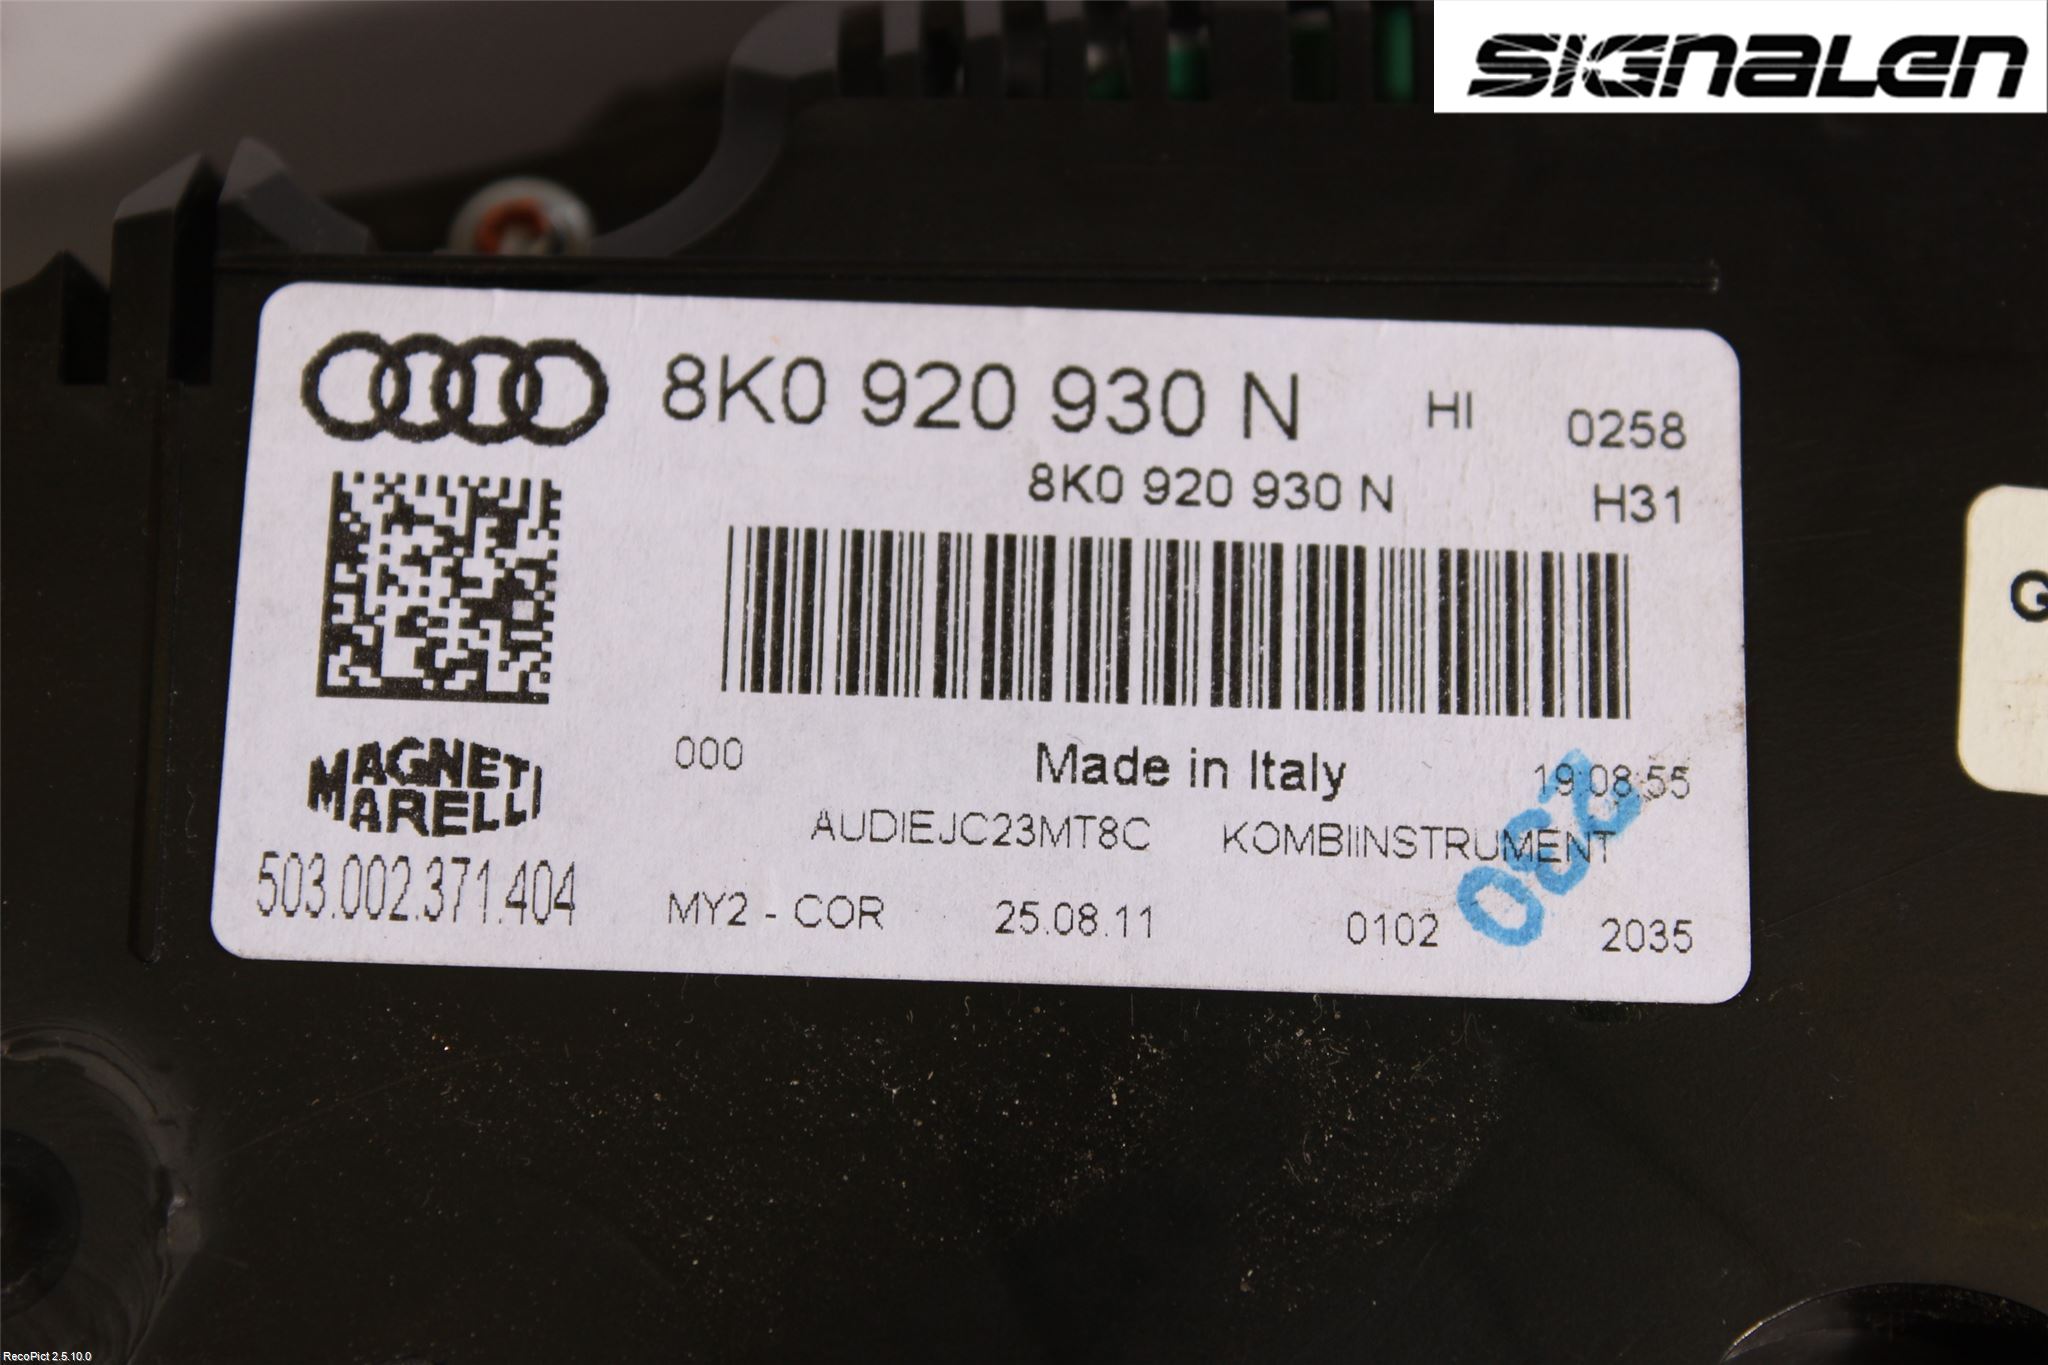 SIGNALEN
8K0 920 930 N HI 0258
8K0 920 930 N H31
000 Made in Italy 19:08:55
MAGNETI
MARELLI
AUDIEJC23MT8C KOMBIINSTRUMENT
503.002.371.404
MY2 - COR 25.08.11 0102 2035
080
G
RecoPict 2.5.10.0